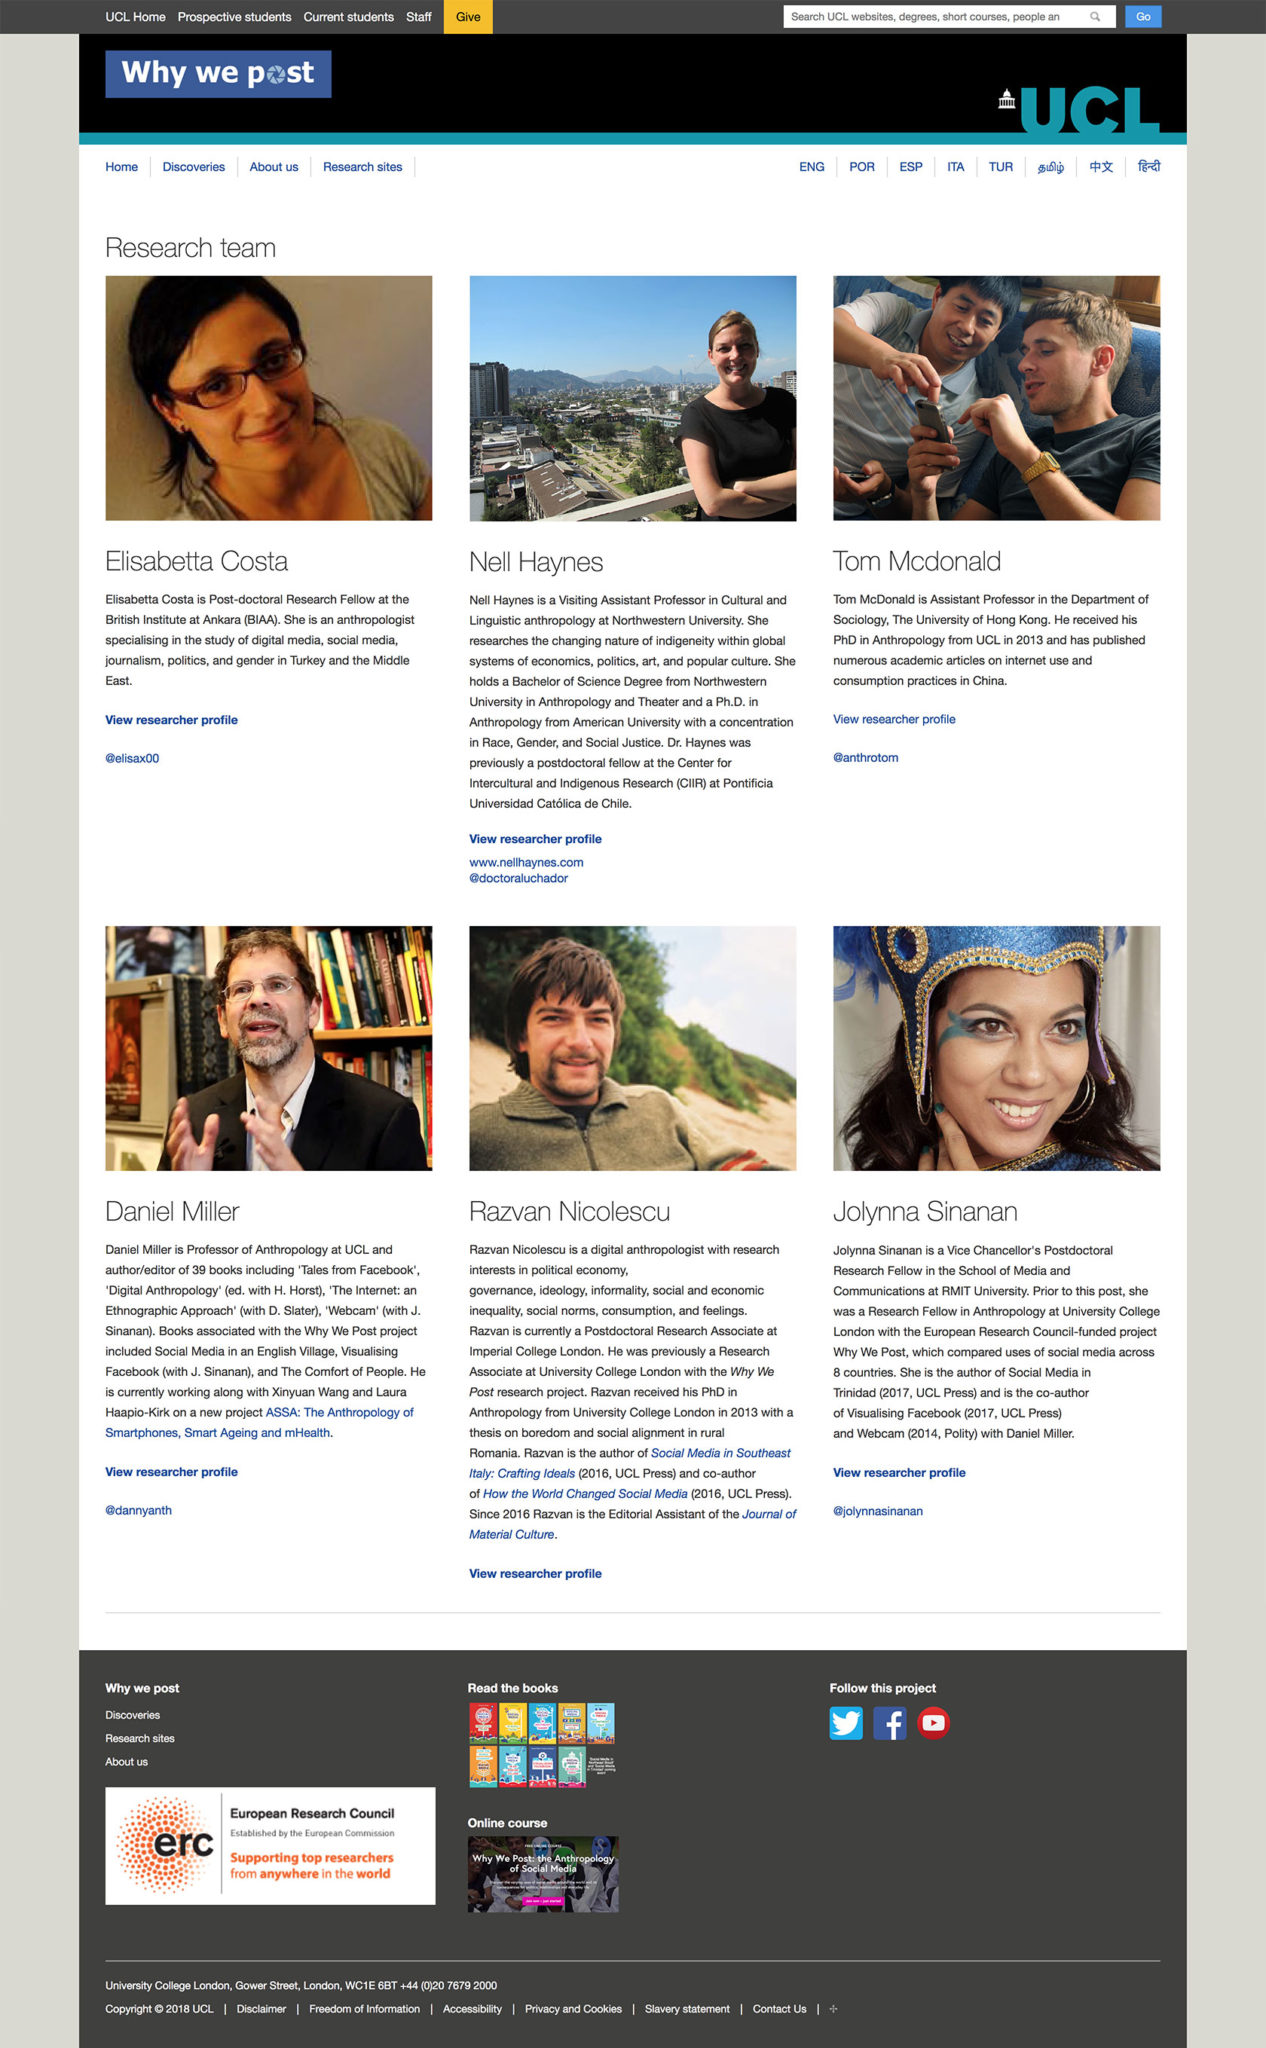 UCL Home Prospective students Current students Staff Give Search UCL websites, degrees, short courses, people an Go
Why we post
UCL
Home Discoveries About us Research sites ENG POR ESP ITA TUR தமிழ் 中文 हिन्दी
Research team
Elisabetta Costa
Elisabetta Costa is Post-doctoral Research Fellow at the
British Institute at Ankara (BIAA). She is an anthropologist
specialising in the study of digital media, social media,
journalism, politics, and gender in Turkey and the Middle
East.
View researcher profile
@elisax00
Nell Haynes
Nell Haynes is a Visiting Assistant Professor in Cultural and
Linguistic anthropology at Northwestern University. She
researches the changing nature of indigeneity within global
systems of economics, politics, art, and popular culture. She
holds a Bachelor of Science Degree from Northwestern
University in Anthropology and Theater and a Ph.D. in
Anthropology from American University with a concentration
in Race, Gender, and Social Justice. Dr. Haynes was
previously a postdoctoral fellow at the Center for
Intercultural and Indigenous Research (CIIR) at Pontificia
Universidad Católica de Chile.
View researcher profile
www.nellhaynes.com
@doctoraluchador
Tom Mcdonald
Tom McDonald is Assistant Professor in the Department of
Sociology, The University of Hong Kong. He received his
PhD in Anthropology from UCL in 2013 and has published
numerous academic articles on internet use and
consumption practices in China.
View researcher profile
@anthrotom
Daniel Miller
Daniel Miller is Professor of Anthropology at UCL and
author/editor of 39 books including 'Tales from Facebook',
'Digital Anthropology' (ed. with H. Horst), 'The Internet: an
Ethnographic Approach' (with D. Slater), 'Webcam' (with J.
Sinanan). Books associated with the Why We Post project
included Social Media in an English Village, Visualising
Facebook (with J. Sinanan), and The Comfort of People. He
is currently working along with Xinyuan Wang and Laura
Haapio-Kirk on a new project ASSA: The Anthropology of
Smartphones, Smart Ageing and mHealth.
View researcher profile
@dannyanth
Razvan Nicolescu
Razvan Nicolescu is a digital anthropologist with research
interests in political economy,
governance, ideology, informality, social and economic
inequality, social norms, consumption, and feelings.
Razvan is currently a Postdoctoral Research Associate at
Imperial College London. He was previously a Research
Associate at University College London with the Why We
Post research project. Razvan received his PhD in
Anthropology from University College London in 2013 with a
thesis on boredom and social alignment in rural
Romania. Razvan is the author of Social Media in Southeast
Italy: Crafting Ideals (2016, UCL Press) and co-author
of How the World Changed Social Media (2016, UCL Press).
Since 2016 Razvan is the Editorial Assistant of the Journal of
Material Culture.
View researcher profile
Jolynna Sinanan
Jolynna Sinanan is a Vice Chancellor's Postdoctoral
Research Fellow in the School of Media and
Communications at RMIT University. Prior to this post, she
was a Research Fellow in Anthropology at University College
London with the European Research Council-funded project
Why We Post, which compared uses of social media across
8 countries. She is the author of Social Media in
Trinidad (2017, UCL Press) and is the co-author
of Visualising Facebook (2017, UCL Press)
and Webcam (2014, Polity) with Daniel Miller.
View researcher profile
@jolynnasinanan
Why we post
Discoveries
Research sites
About us
erc
European Research Council
Established by the European Commission
Supporting top researchers
from anywhere in the world
Read the books
Online course
FREE ONLINE COURSE
Why We Post: the Anthropology
of Social Media
Follow this project
University College London, Gower Street, London, WC1E 6BT +44 (0)20 7679 2000
Copyright © 2018 UCL | Disclaimer | Freedom of Information | Accessibility | Privacy and Cookies | Slavery statement | Contact Us |